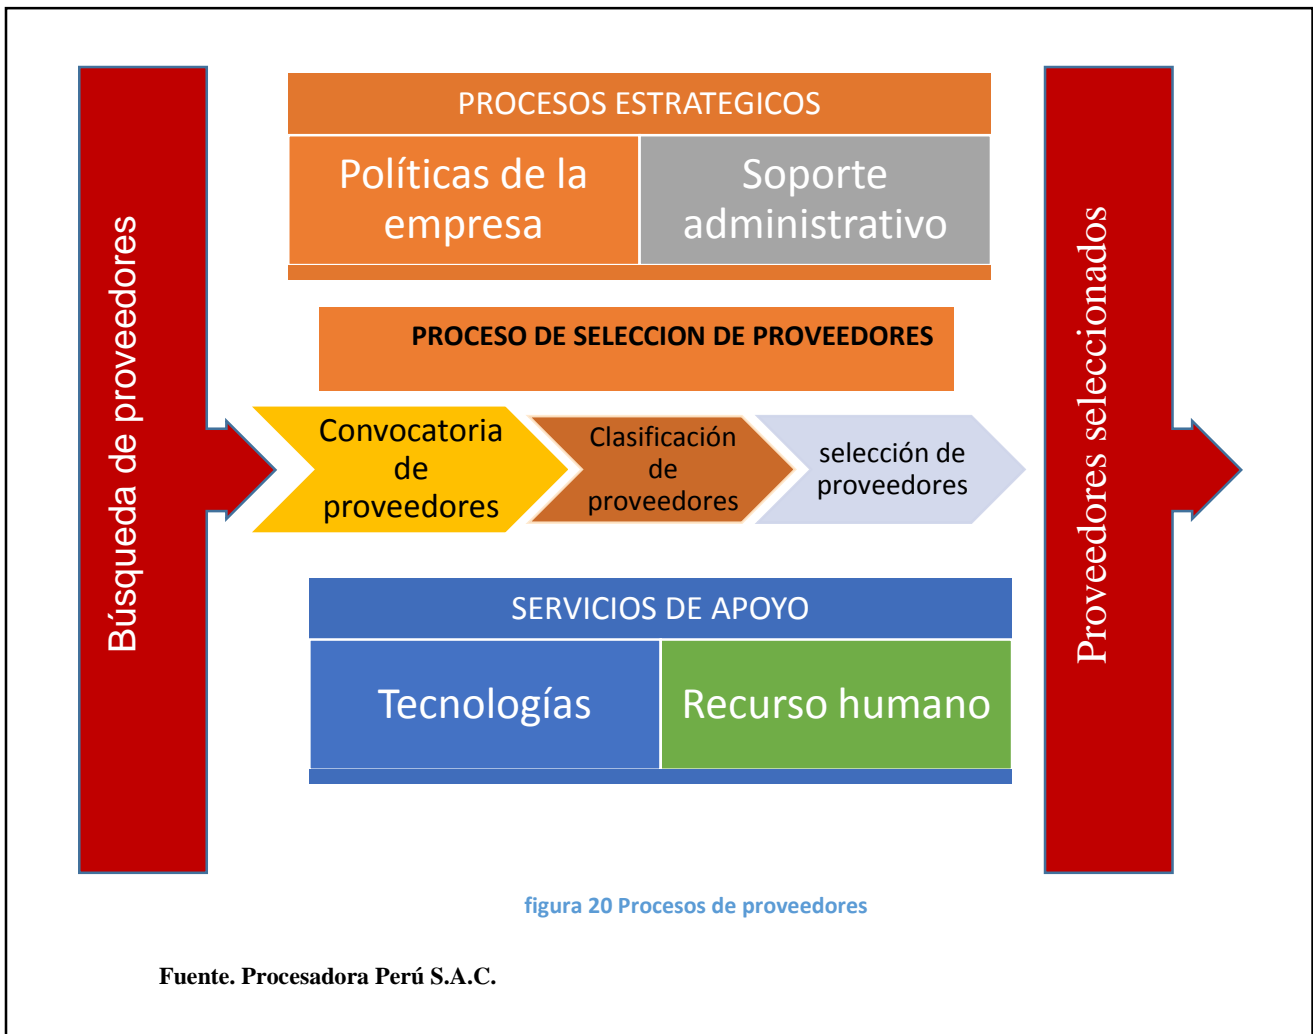 Búsqueda de proveedores
PROCESOS ESTRATEGICOS
Políticas de la
empresa
Soporte
administrativo
PROCESO DE SELECCION DE PROVEEDORES
Convocatoria
de
proveedores
Clasificación
de
proveedores
selección de
proveedores
SERVICIOS DE APOYO
Tecnologías
Recurso humano
Proveedores seleccionados
figura 20 Procesos de proveedores
Fuente. Procesadora Perú S.A.C.